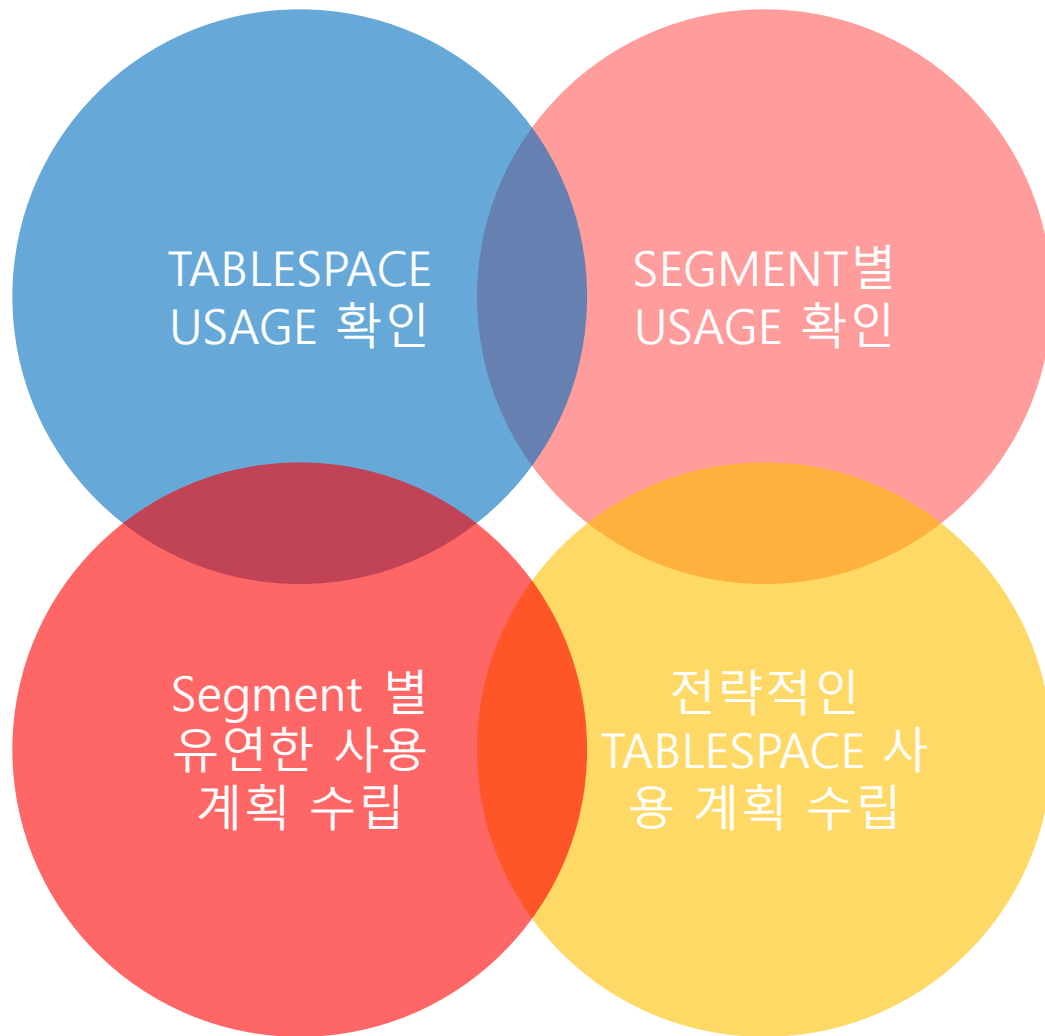 TABLESPACE
USAGE 확인
SEGMENT별
USAGE 확인
Segment 별
유연한 사용
계획 수립
전략적인
TABLESPACE 사
용 계획 수립